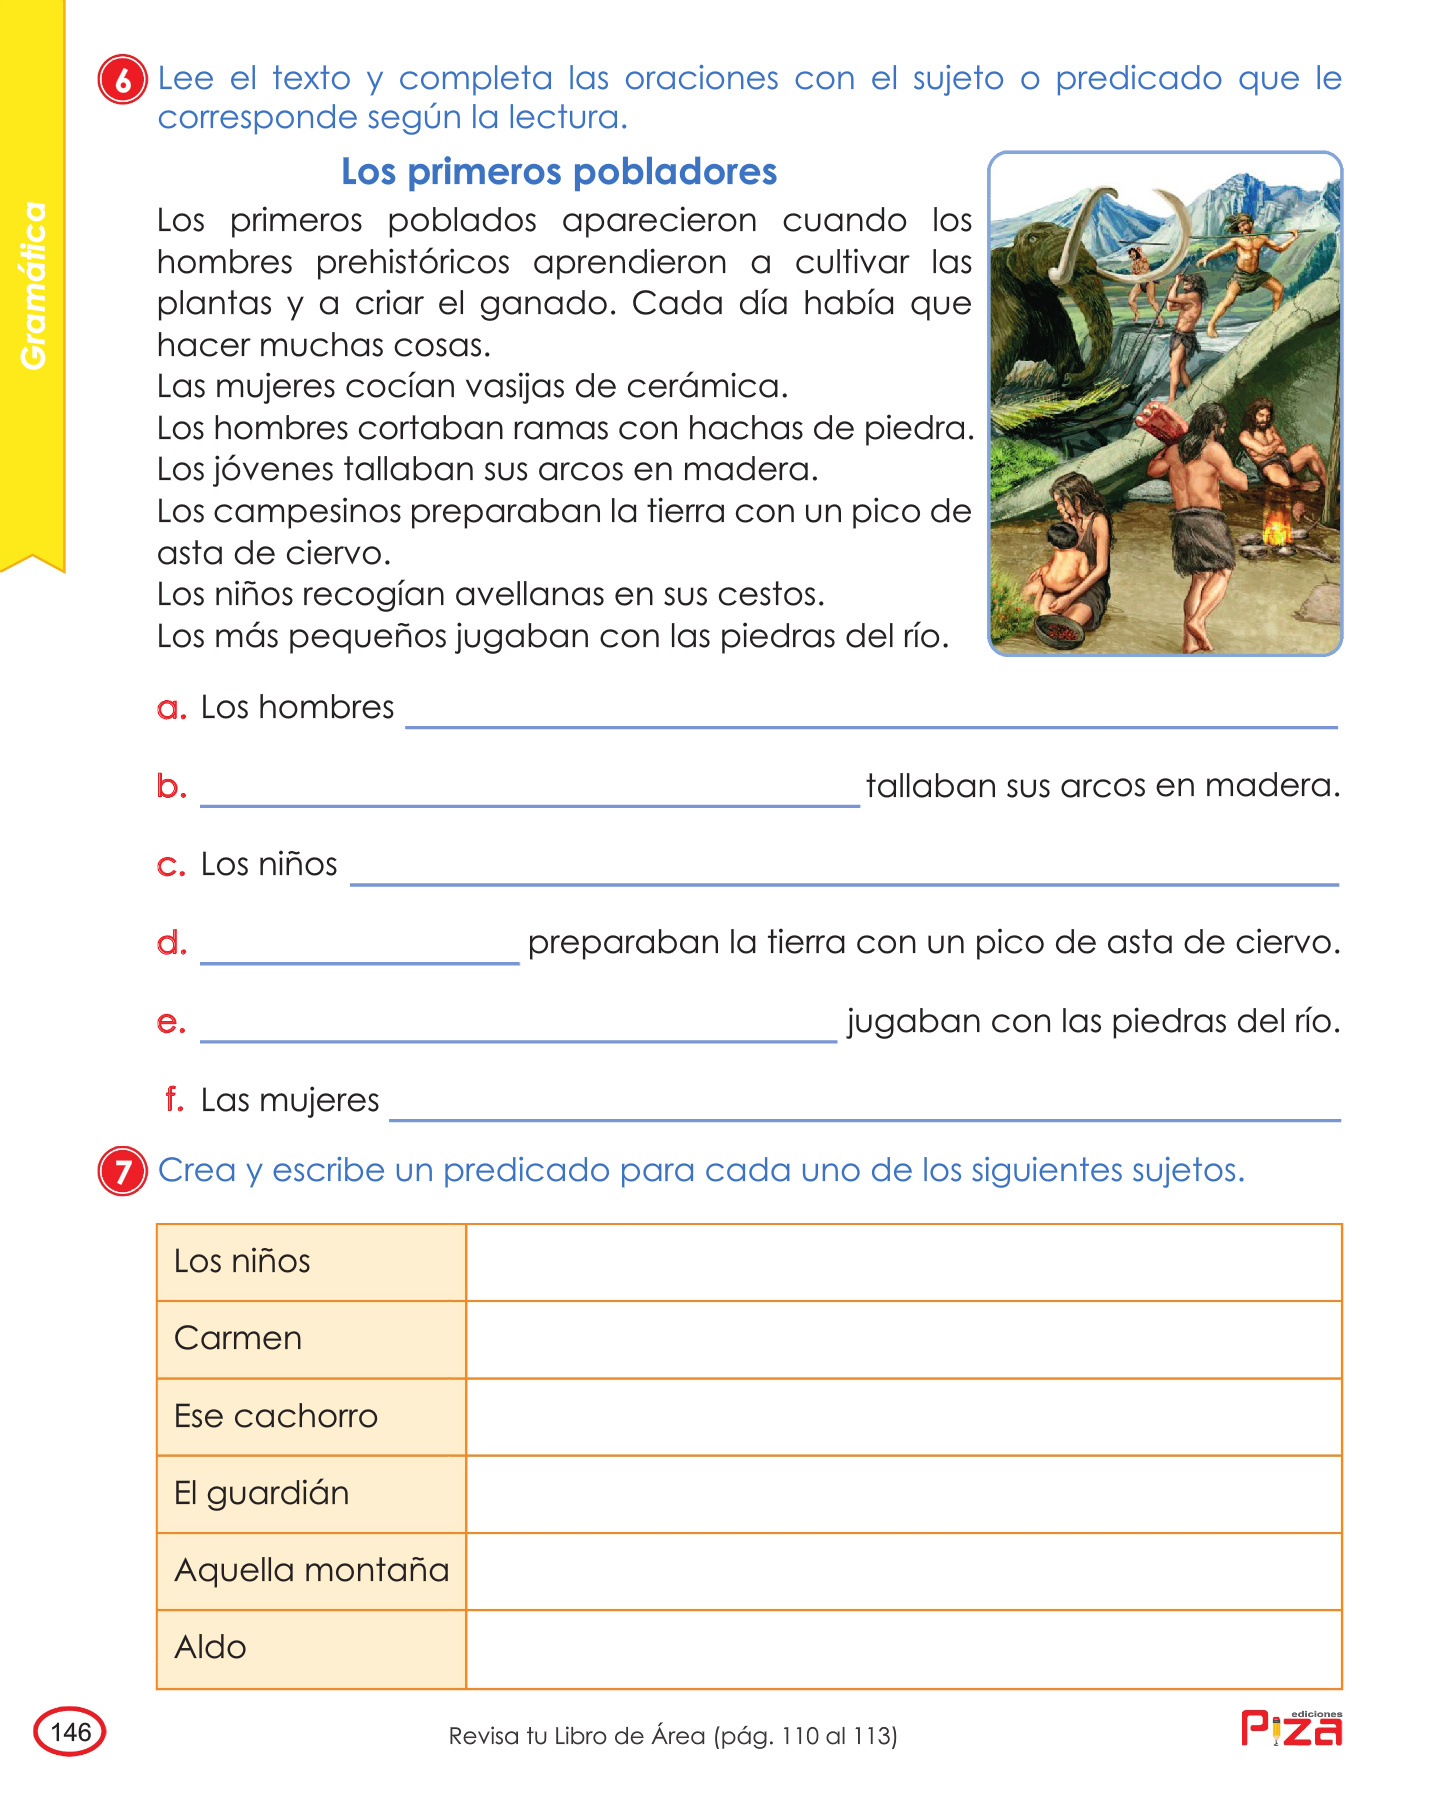 Gramática
6 Lee el texto y completa las oraciones con el sujeto o predicado que le
corresponde según la lectura.
Los primeros pobladores
Los primeros poblados aparecieron cuando los
hombres prehistóricos aprendieron a cultivar las
plantas y a criar el ganado. Cada día había que
hacer muchas cosas.
Las mujeres cocían vasijas de cerámica.
Los hombres cortaban ramas con hachas de piedra.
Los jóvenes tallaban sus arcos en madera.
Los campesinos preparaban la tierra con un pico de
asta de ciervo.
Los niños recogían avellanas en sus cestos.
Los más pequeños jugaban con las piedras del río.
a. Los hombres
b. tallaban sus arcos en madera.
c. Los niños
d. preparaban la tierra con un pico de asta de ciervo.
e. jugaban con las piedras del río.
f. Las mujeres
7 Crea y escribe un predicado para cada uno de los siguientes sujetos.
Los niños
Carmen
Ese cachorro
El guardián
Aquella montaña
Aldo
146
Revisa tu Libro de Área (pág. 110 al 113)
ediciones
Piza